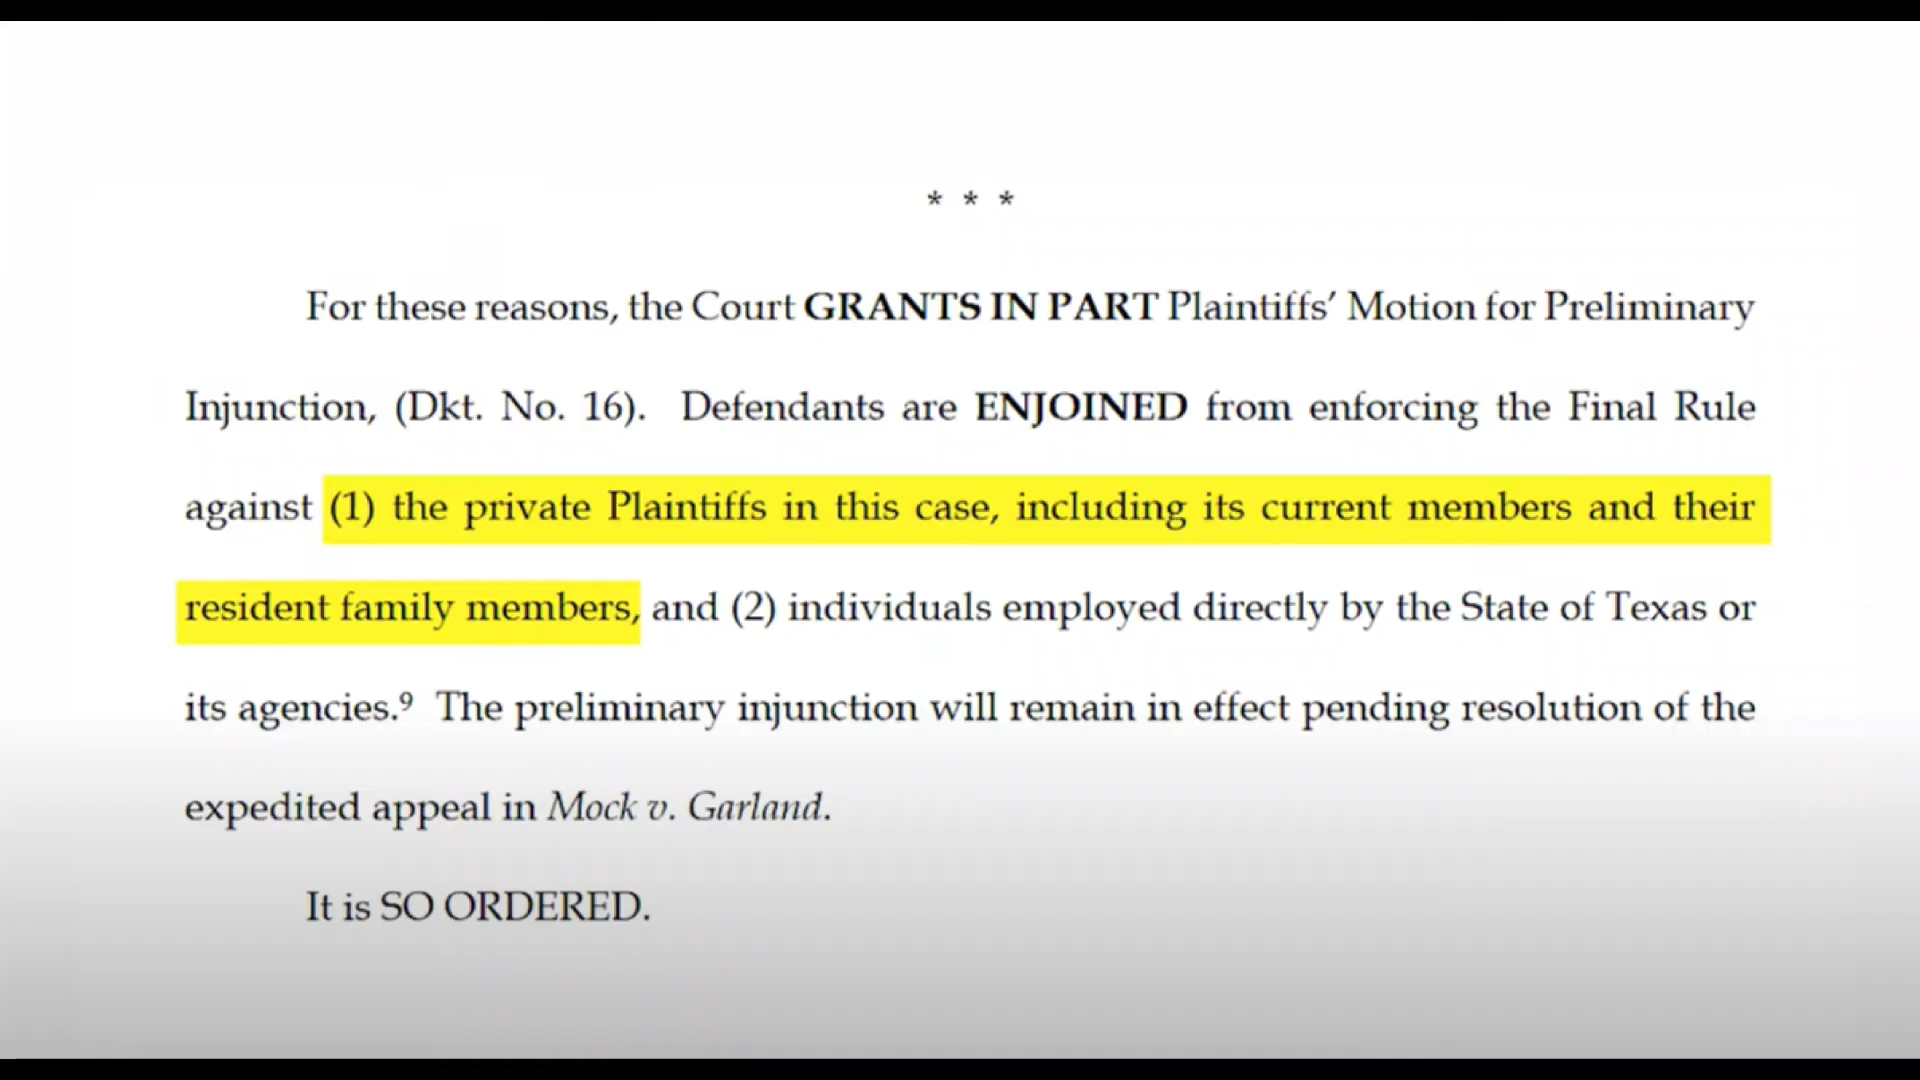 * * *
For these reasons, the Court GRANTS IN PART Plaintiffs’ Motion for Preliminary
Injunction, (Dkt. No. 16). Defendants are ENJOINED from enforcing the Final Rule
against (1) the private Plaintiffs in this case, including its current members and their
resident family members, and (2) individuals employed directly by the State of Texas or
its agencies.⁹ The preliminary injunction will remain in effect pending resolution of the
expedited appeal in Mock v. Garland.
It is SO ORDERED.